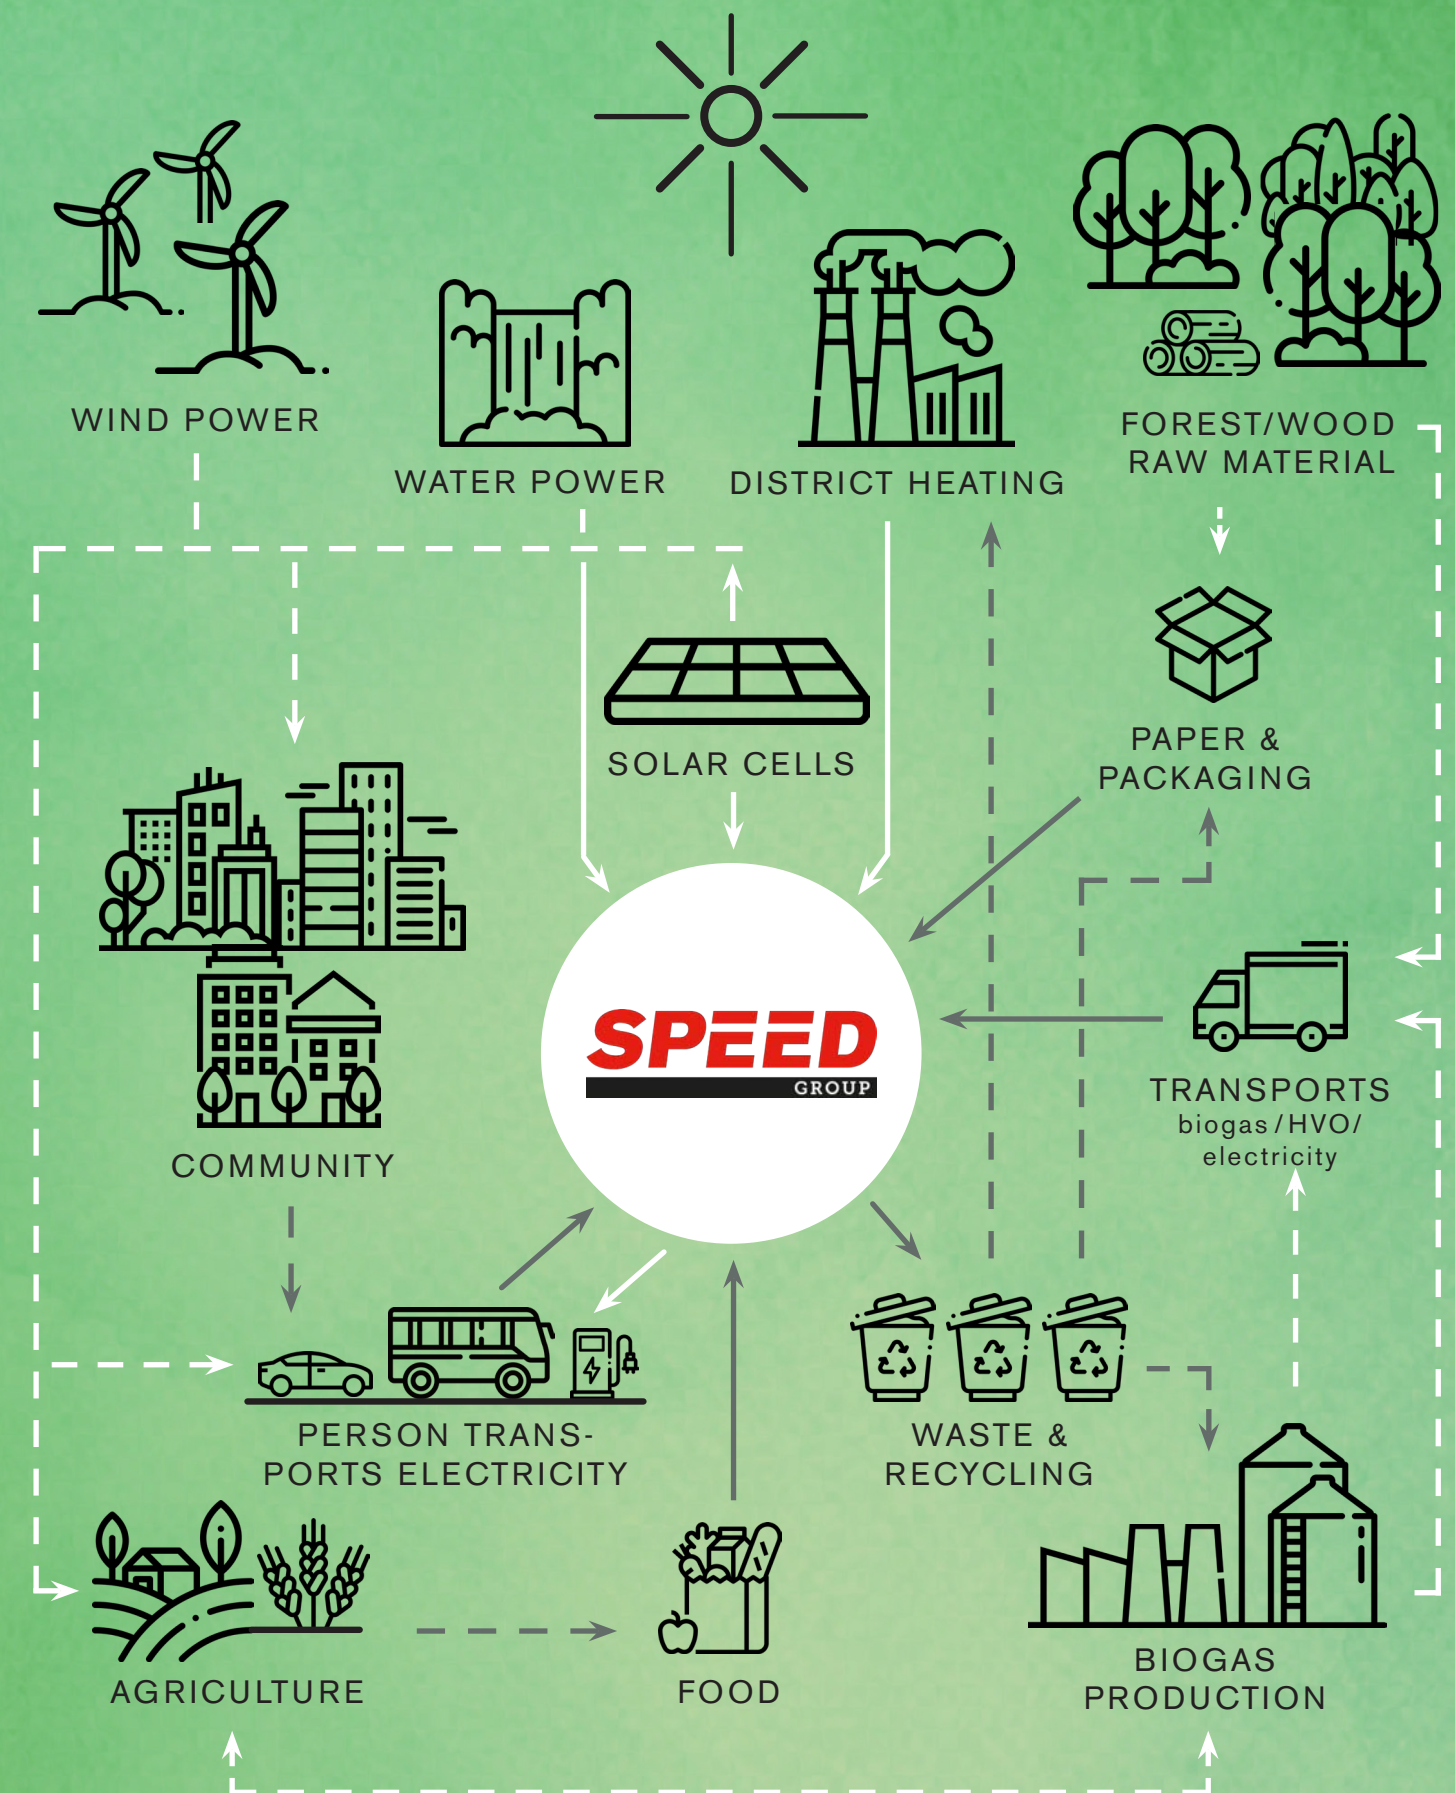 WIND POWER
WATER POWER
DISTRICT HEATING
FOREST/WOOD
RAW MATERIAL
SOLAR CELLS
PAPER &
PACKAGING
SPEED
GROUP
TRANSPORTS
biogas/HVO/
electricity
COMMUNITY
PERSON TRANS-
PORTS ELECTRICITY
WASTE &
RECYCLING
AGRICULTURE
FOOD
BIOGAS
PRODUCTION